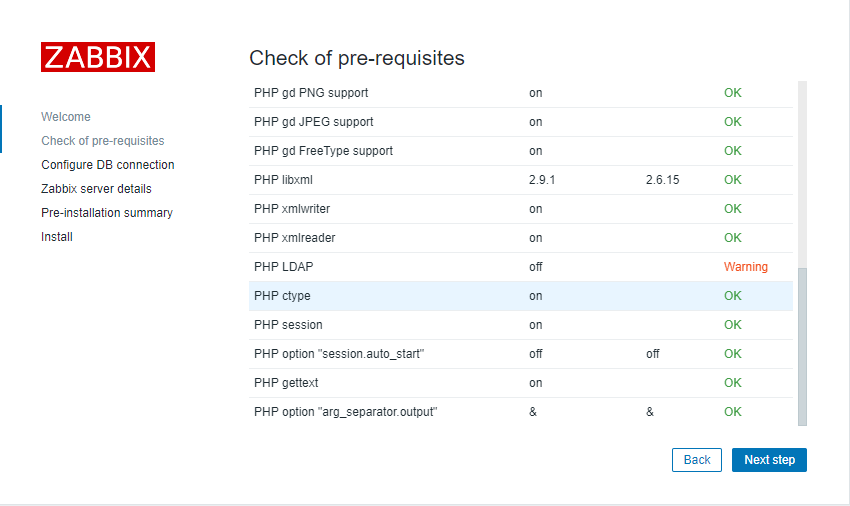 ZABBIX
Welcome
Check of pre-requisites
Configure DB connection
Zabbix server details
Pre-installation summary
Install
Check of pre-requisites
PHP gd PNG support on OK
PHP gd JPEG support on OK
PHP gd FreeType support on OK
PHP libxml 2.9.1 2.6.15 OK
PHP xmlwriter on OK
PHP xmlreader on OK
PHP LDAP off Warning
PHP ctype on OK
PHP session on OK
PHP option "session.auto_start" off off OK
PHP gettext on OK
PHP option "arg_separator.output" & & OK
Back Next step